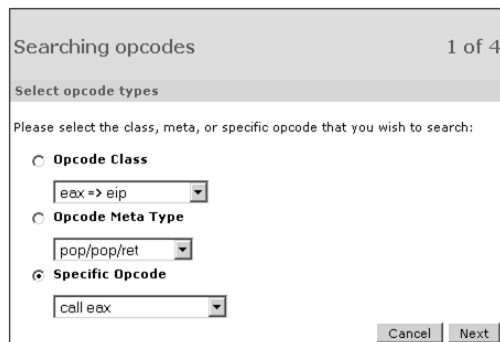 Searching opcodes 1 of 4
Select opcode types
Please select the class, meta, or specific opcode that you wish to search:
Opcode Class
eax => eip
Opcode Meta Type
pop/pop/ret
Specific Opcode
call eax
Cancel Next